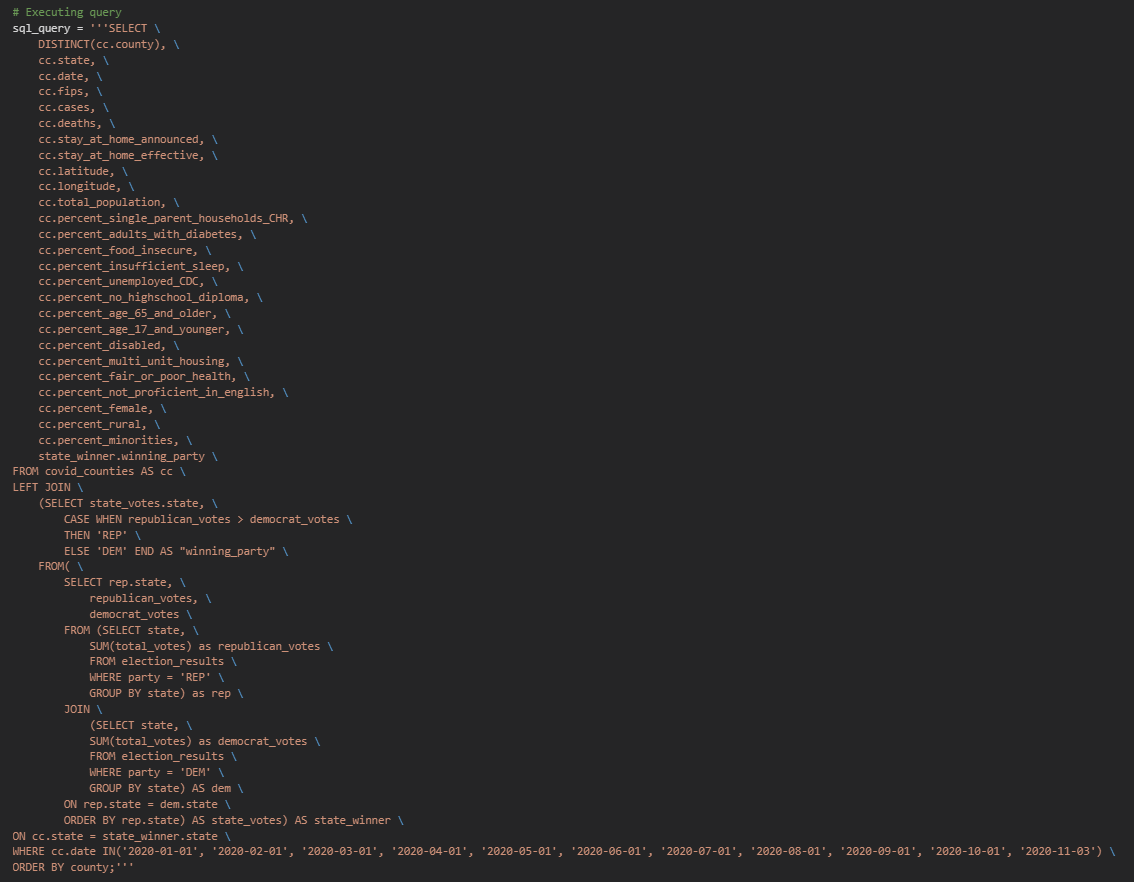 # Executing query
sql_query = '''SELECT \
    DISTINCT(cc.county), \
    cc.state, \
    cc.date, \
    cc.fips, \
    cc.cases, \
    cc.deaths, \
    cc.stay_at_home_announced, \
    cc.stay_at_home_effective, \
    cc.latitude, \
    cc.longitude, \
    cc.total_population, \
    cc.percent_single_parent_households_CHR, \
    cc.percent_adults_with_diabetes, \
    cc.percent_food_insecure, \
    cc.percent_insufficient_sleep, \
    cc.percent_unemployed_CDC, \
    cc.percent_no_highschool_diploma, \
    cc.percent_age_65_and_older, \
    cc.percent_age_17_and_younger, \
    cc.percent_disabled, \
    cc.percent_multi_unit_housing, \
    cc.percent_fair_or_poor_health, \
    cc.percent_not_proficient_in_english, \
    cc.percent_female, \
    cc.percent_rural, \
    cc.percent_minorities, \
    state_winner.winning_party \
FROM covid_counties AS cc \
LEFT JOIN \
    (SELECT state_votes.state, \
        CASE WHEN republican_votes > democrat_votes \
        THEN 'REP' \
        ELSE 'DEM' END AS "winning_party" \
    FROM( \
        SELECT rep.state, \
            republican_votes, \
            democrat_votes \
        FROM (SELECT state, \
            SUM(total_votes) as republican_votes \
            FROM election_results \
            WHERE party = 'REP' \
            GROUP BY state) as rep \
        JOIN \
            (SELECT state, \
            SUM(total_votes) as democrat_votes \
            FROM election_results \
            WHERE party = 'DEM' \
            GROUP BY state) AS dem \
        ON rep.state = dem.state \
        ORDER BY rep.state) AS state_votes) AS state_winner \
ON cc.state = state_winner.state \
WHERE cc.date IN('2020-01-01', '2020-02-01', '2020-03-01', '2020-04-01', '2020-05-01', '2020-06-01', '2020-07-01', '2020-08-01', '2020-09-01', '2020-10-01', '2020-11-03') \
ORDER BY county;'''